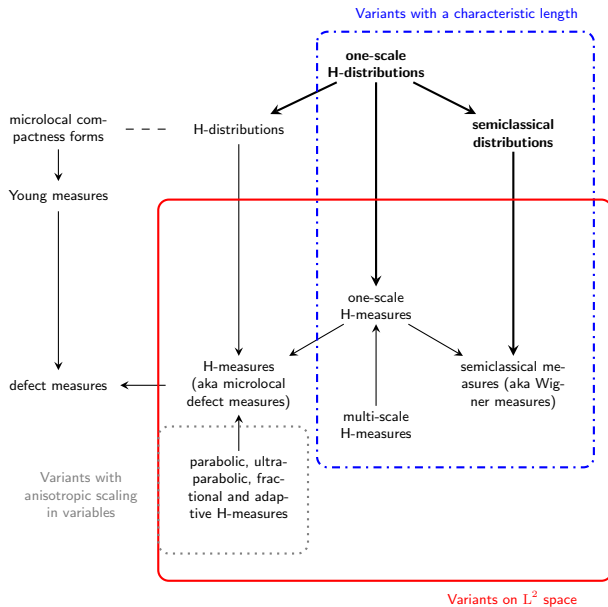 Variants with a characteristic length
one-scale
H-distributions
microlocal com-
pactness forms
H-distributions
semiclassical
distributions
Young measures
one-scale
H-measures
defect measures
H-measures
(aka microlocal
defect measures)
semiclassical me-
asures (aka Wig-
ner measures)
multi-scale
H-measures
Variants with
anisotropic scaling
in variables
parabolic, ultra-
parabolic, frac-
tional and adap-
tive H-measures
Variants on L² space